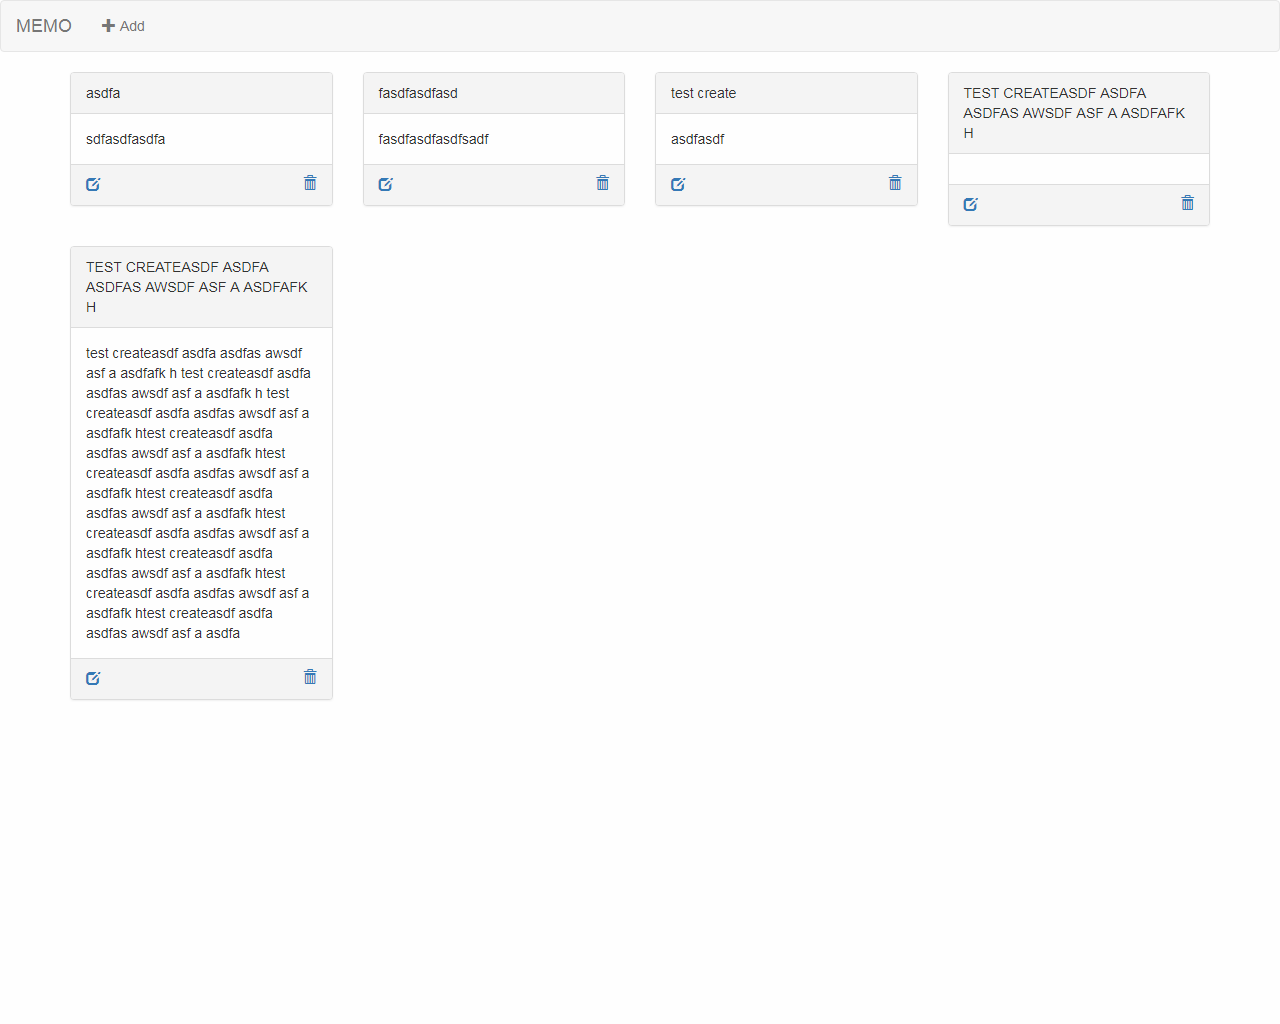 MEMO
Add
asdfa
sdfasdfasdfa
fasdfasdfasd
fasdfasdfasdfsadf
test create
asdfasdf
TEST CREATEASDF ASDFA
ASDFAS AWSDF ASF A ASDFAFK
H
TEST CREATEASDF ASDFA
ASDFAS AWSDF ASF A ASDFAFK
H
test createasdf asdfa asdfas awsdf
asf a asdfafk h test createasdf asdfa
asdfas awsdf asf a asdfafk h test
createasdf asdfa asdfas awsdf asf a
asdfafk htest createasdf asdfa
asdfas awsdf asf a asdfafk htest
createasdf asdfa asdfas awsdf asf a
asdfafk htest createasdf asdfa
asdfas awsdf asf a asdfafk htest
createasdf asdfa asdfas awsdf asf a
asdfafk htest createasdf asdfa
asdfas awsdf asf a asdfafk htest
createasdf asdfa asdfas awsdf asf a
asdfafk htest createasdf asdfa
asdfas awsdf asf a asdfa